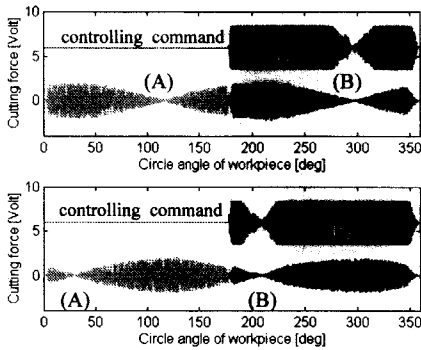 10
controlling command
5
(A)
(B)
0
Cutting force [Volt]
0 50 100 150 200 250 300 350
Circle angle of workpiece [deg]
10
controlling command
5
0
(A)
(B)
Cutting force [Volt]
0 50 100 150 200 250 300 350
Circle angle of workpiece [deg]